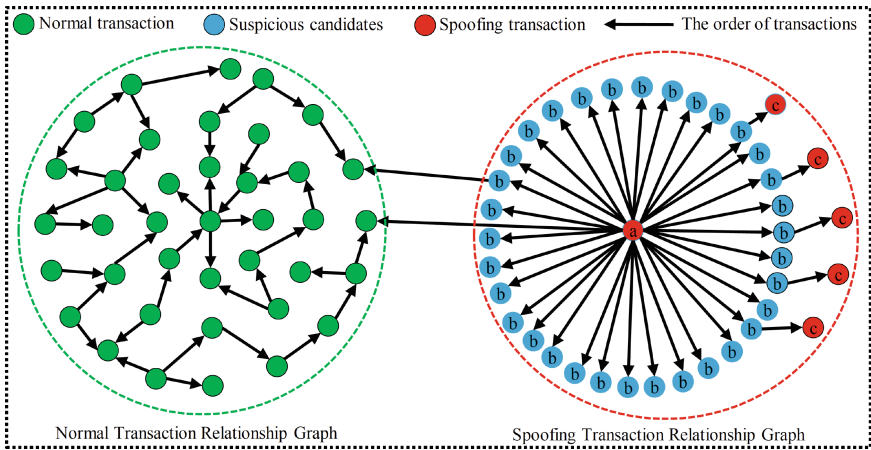 Normal transaction Suspicious candidates Spoofing transaction The order of transactions
b b b
b b c
b b
b b
b b c
b b
b b c
b a b
b b c
b b
b b b c
b b
b b b
b b b b
Normal Transaction Relationship Graph Spoofing Transaction Relationship Graph